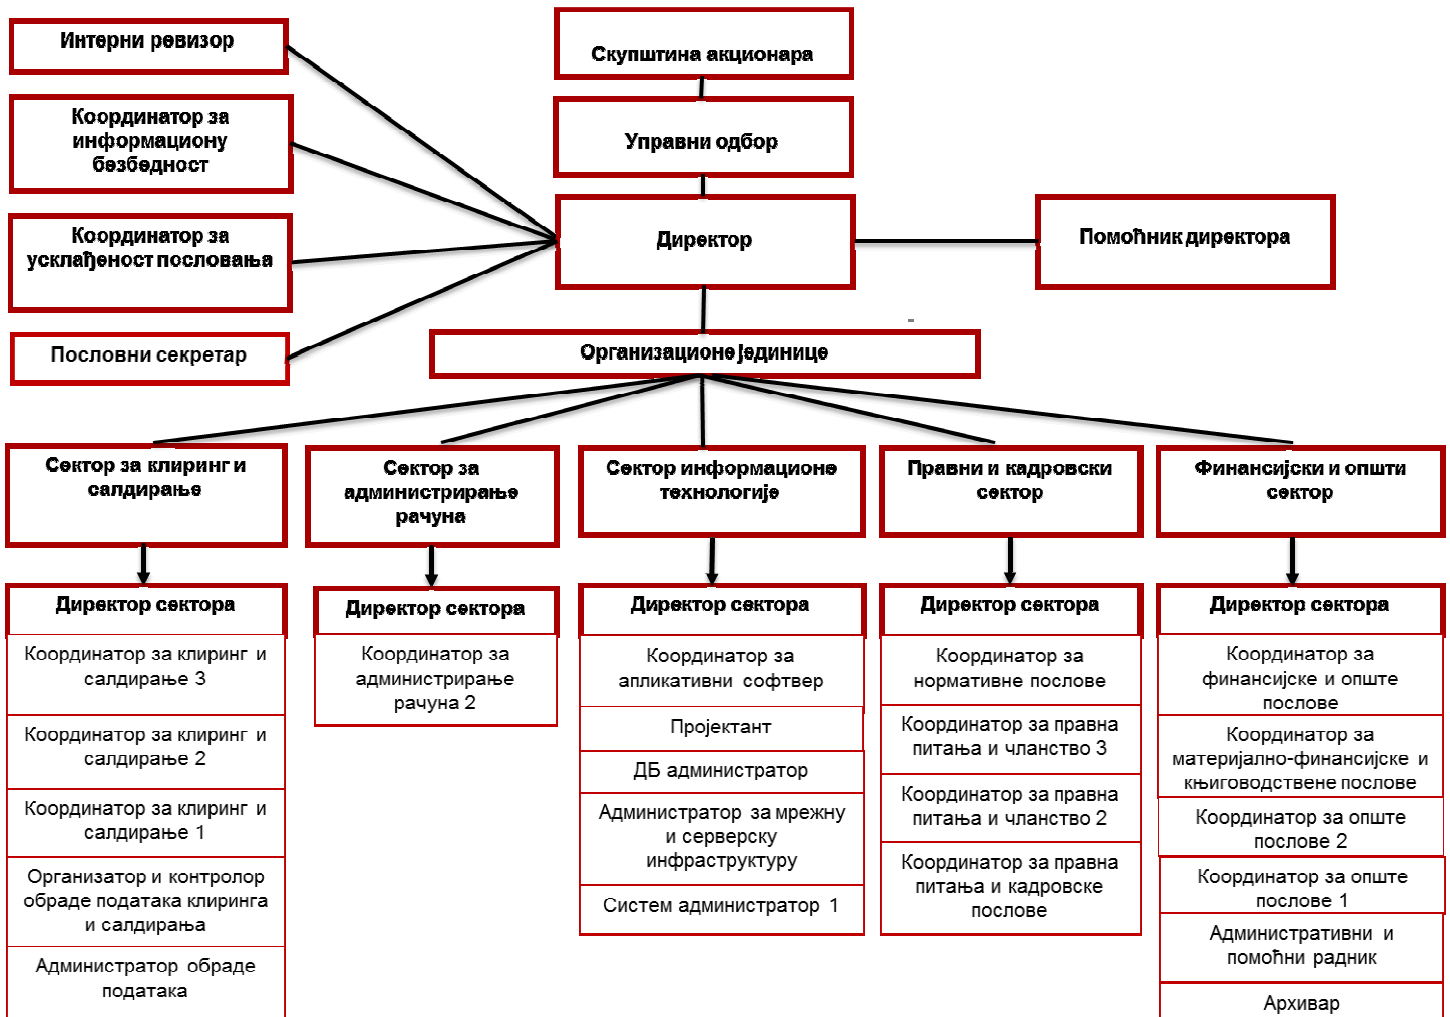 Интерни ревизор
Скупштина акционара
Координатор за
информациону
безбедност
Управни одбор
Координатор за
усклађеност пословања
Директор
Помоћник директора
Пословни секретар
Организационе јединице
Сектор за клиринг и
салдирање
Сектор за
администрирање
рачуна
Сектор информационе
технологије
Правни и кадровски
сектор
Финансијски и општи
сектор
Директор сектора
Координатор за клиринг и
салдирање 3
Координатор за клиринг и
салдирање 2
Координатор за клиринг и
салдирање 1
Организатор и контролор
обраде података клиринга
и салдирања
Администратор обраде
података
Директор сектора
Координатор за
администрирање
рачуна 2
Директор сектора
Координатор за
апликативни софтвер
Пројектант
ДБ администратор
Администратор за мрежну
и серверску
инфраструктуру
Систем администратор 1
Директор сектора
Координатор за
нормативне послове
Координатор за правна
питања и чланство 3
Координатор за правна
питања и чланство 2
Координатор за правна
питања и кадровске
послове
Директор сектора
Координатор за
финансијске и опште
послове
Координатор за
материјално-финансијске и
књиговодствене послове
Координатор за опште
послове 2
Координатор за опште
послове 1
Административни и
помоћни радник
Архивар